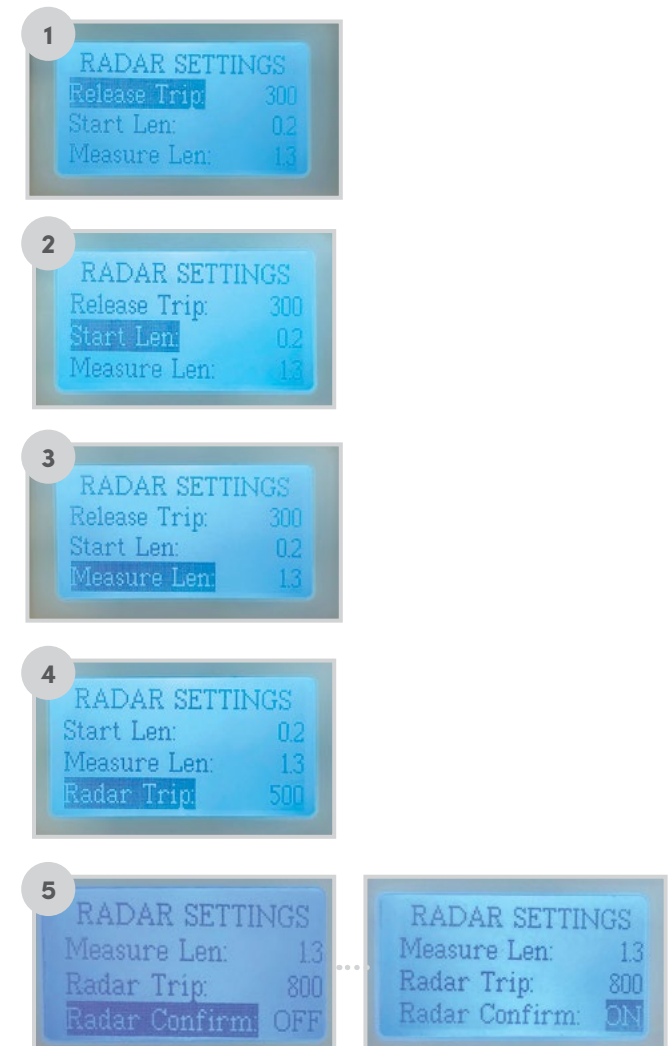 1
RADAR SETTINGS
Release Trip: 300
Start Len: 0.2
Measure Len: 1.3
2
RADAR SETTINGS
Release Trip: 300
Start Len: 0.2
Measure Len: 1.3
3
RADAR SETTINGS
Release Trip: 300
Start Len: 0.2
Measure Len: 1.3
4
RADAR SETTINGS
Start Len: 0.2
Measure Len: 1.3
Radar Trip: 500
5
RADAR SETTINGS
Measure Len: 1.3
Radar Trip: 800
Radar Confirm: OFF
RADAR SETTINGS
Measure Len: 1.3
Radar Trip: 800
Radar Confirm: ON